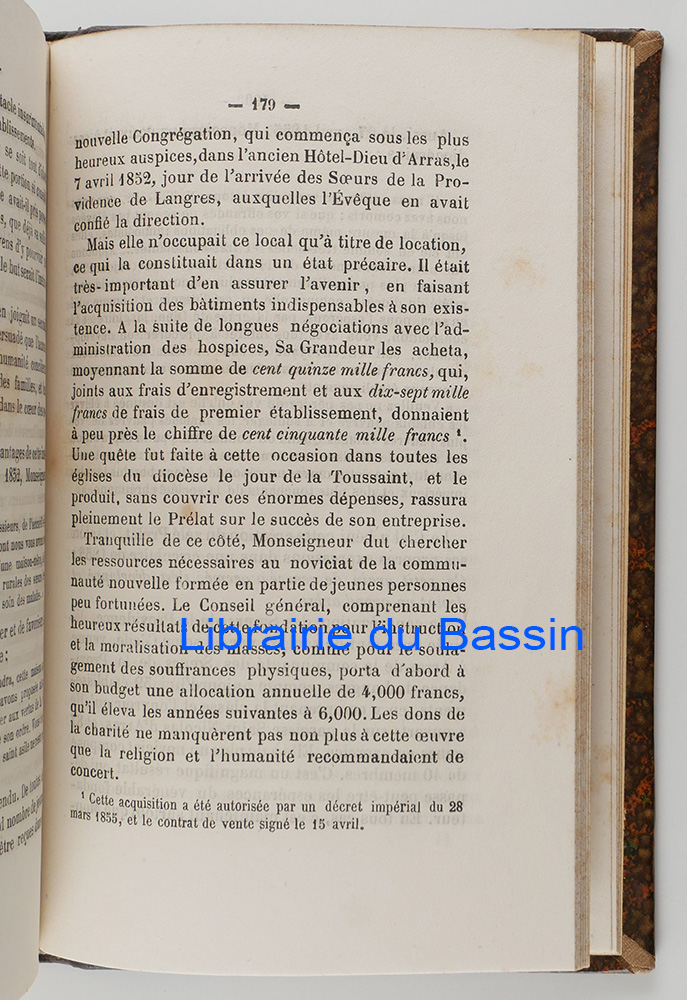 — 179 —
nouvelle Congrégation, qui commença sous les plus
heureux auspices, dans l'ancien Hôtel-Dieu d'Arras, le
7 avril 1852, jour de l'arrivée des Sœurs de la Pro-
vidence de Langres, auxquelles l'Évêque en avait
confié la direction.
Mais elle n'occupait ce local qu'à titre de location,
ce qui la constituait dans un état précaire. Il était
très-important d'en assurer l'avenir, en faisant
l'acquisition des bâtiments indispensables à son exis-
tence. A la suite de longues négociations avec l'ad-
ministration des hospices, Sa Grandeur les acheta,
moyennant la somme de cent quinze mille francs, qui,
joints aux frais d'enregistrement et aux dix-sept mille
francs de frais de premier établissement, donnaient
à peu près le chiffre de cent cinquante mille francs ¹.
Une quête fut faite à cette occasion dans toutes les
églises du diocèse le jour de la Toussaint, et le
produit, sans couvrir ces énormes dépenses, rassura
pleinement le Prélat sur le succès de son entreprise.
Tranquille de ce côté, Monseigneur dut chercher
les ressources nécessaires au noviciat de la commu-
nauté nouvelle formée en partie de jeunes personnes
peu fortunées. Le Conseil général, comprenant les
heureux résultats de cette fondation pour l'instruction
Librairie du Bassin
et la moralisation des masses, comme pour le soula-
gement des souffrances physiques, porta d'abord à
son budget une allocation annuelle de 4,000 francs,
qu'il éleva les années suivantes à 6,000. Les dons de
la charité ne manquèrent pas non plus à cette œuvre
que la religion et l'humanité recommandaient de
concert.
¹ Cette acquisition a été autorisée par un décret impérial du 28
mars 1855, et le contrat de vente signé le 15 avril.